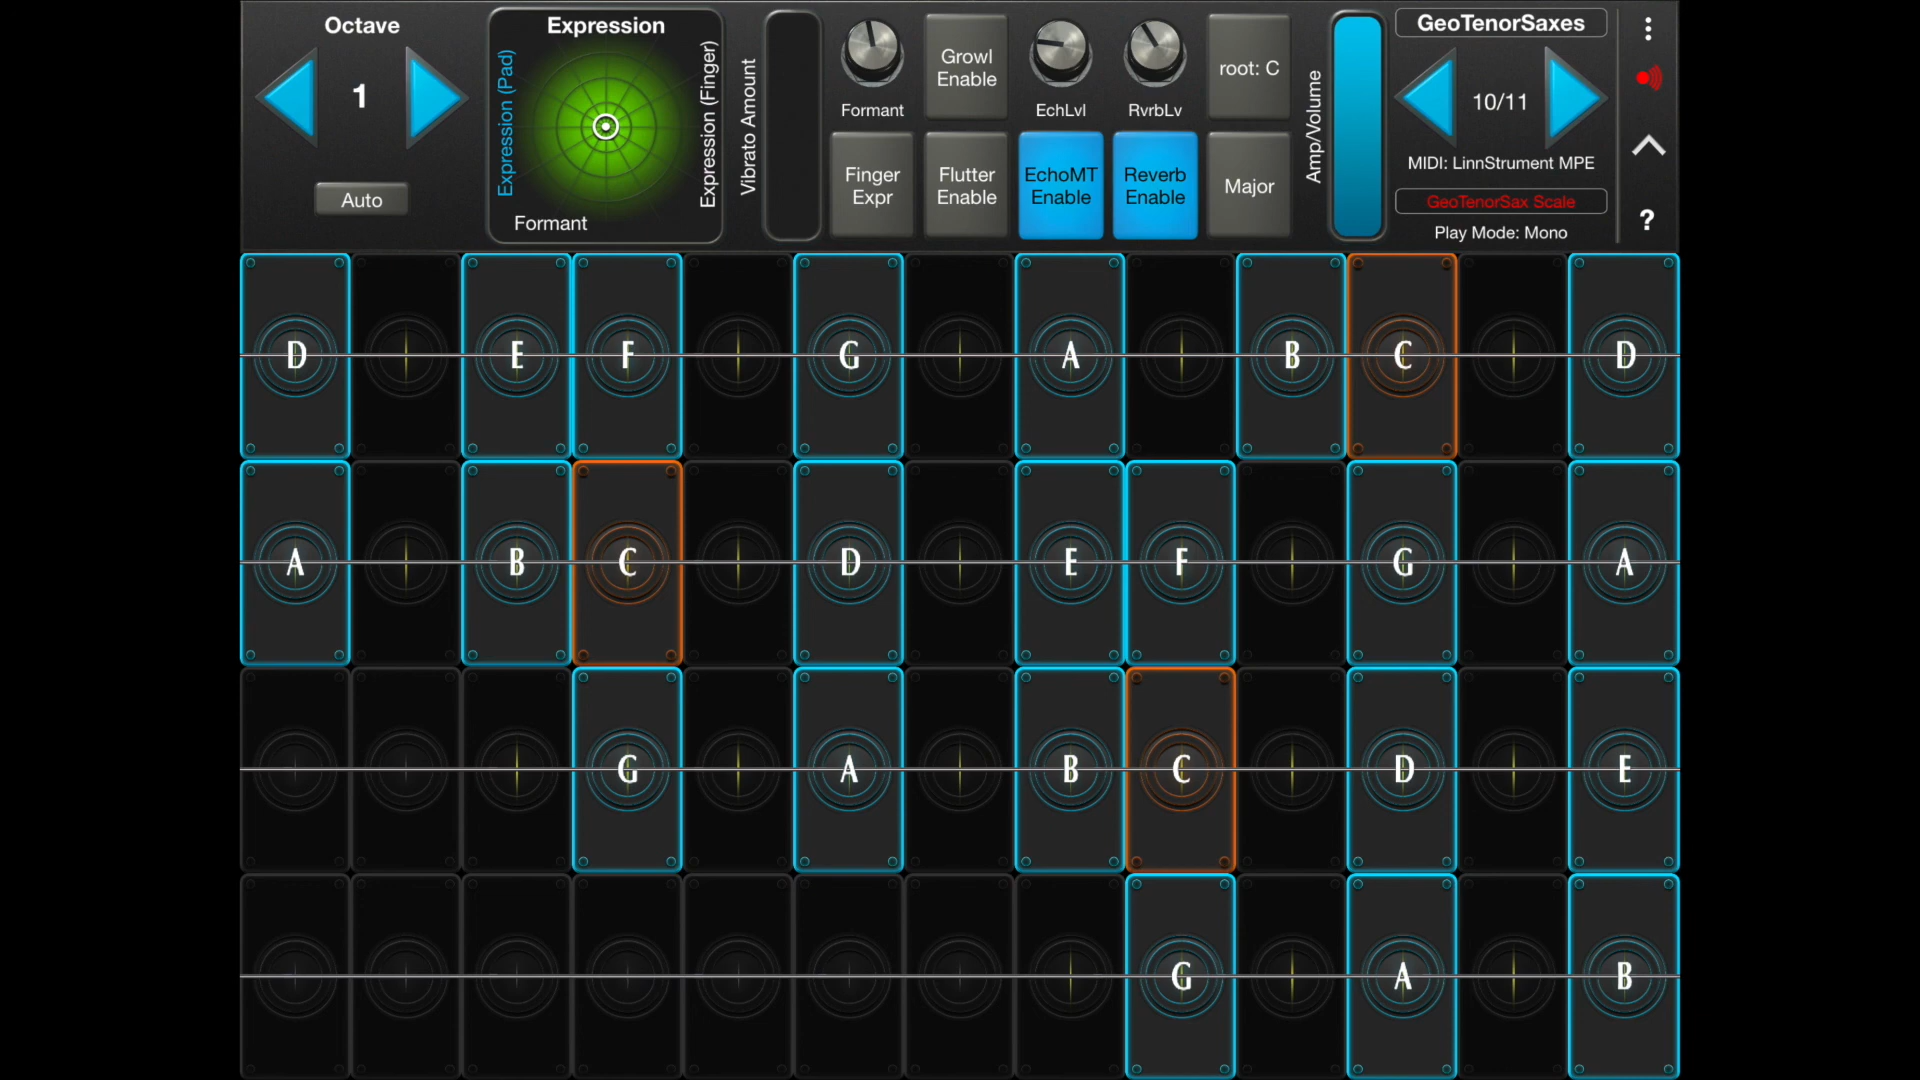 Octave
1
Auto
Expression
Expression (Pad)
Expression (Finger)
Formant
Vibrato Amount
Formant
Growl
Enable
EchLvl
RvrbLv
root: C
Finger
Expr
Flutter
Enable
EchoMT
Enable
Reverb
Enable
Major
Amp/Volume
GeoTenorSaxes
10/11
MIDI: LinnStrument MPE
GeoTenorSax Scale
Play Mode: Mono
?
D E F G A B C D
A B C D E F G A
G A B C D E
G A B